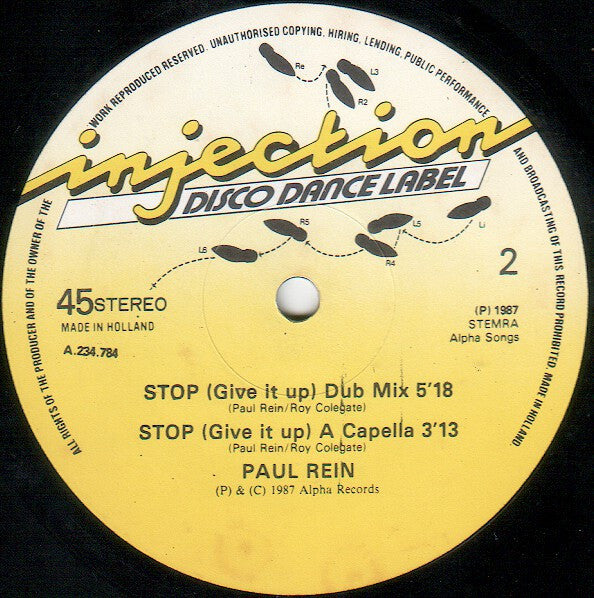 ALL RIGHTS OF THE PRODUCER AND OF THE OWNER OF THE WORK REPRODUCED RESERVED. UNAUTHORISED COPYING, HIRING, LENDING, PUBLIC PERFORMANCE AND BROADCASTING OF THIS RECORD PROHIBITED. MADE IN HOLLAND
Re
L3
R2
injection
DISCO DANCE LABEL
L6
R5
R4
L5
Li
2
45 STEREO
MADE IN HOLLAND
A.234.784
(P) 1987
STEMRA
Alpha Songs
STOP (Give it up) Dub Mix 5'18
(Paul Rein/Roy Colegate)
STOP (Give it up) A Capella 3'13
(Paul Rein/Roy Colegate)
PAUL REIN
(P) & (C) 1987 Alpha Records